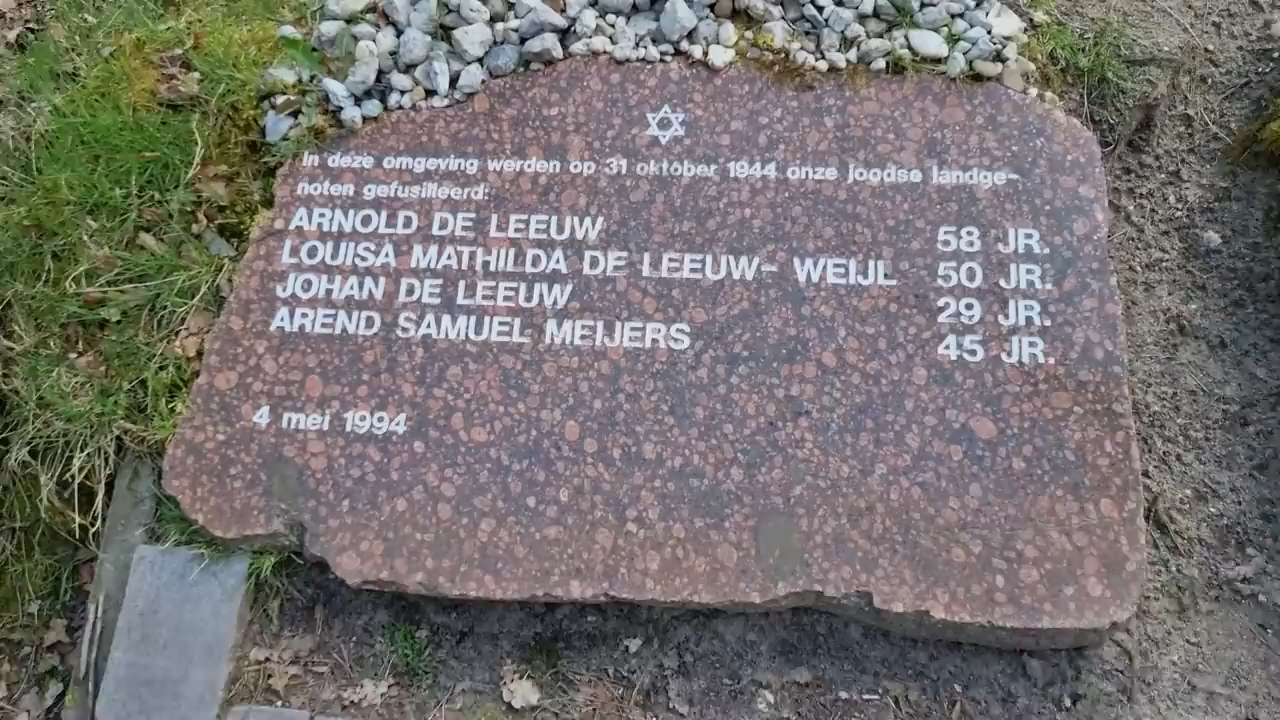 In deze omgeving werden op 31 oktober 1944 onze joodse landge-
noten gefusilleerd:
ARNOLD DE LEEUW 58 JR.
LOUISA MATHILDA DE LEEUW- WEIJL 50 JR.
JOHAN DE LEEUW 29 JR.
AREND SAMUEL MEIJERS 45 JR.
4 mei 1994